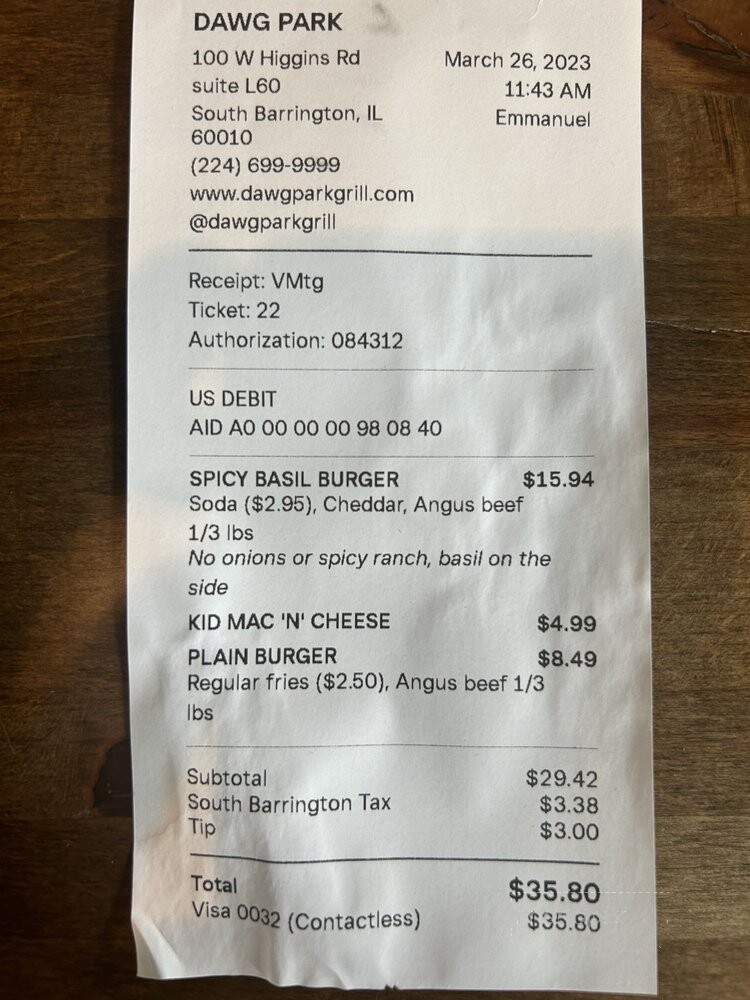 DAWG PARK
100 W Higgins Rd
March 26, 2023
suite L60
11:43 AM
South Barrington, IL
Emmanuel
60010
(224) 699-9999
www.dawgparkgrill.com
@dawgparkgrill
Receipt: VMtg
Ticket: 22
Authorization: 084312
US DEBIT
AID A0 00 00 00 98 08 40
SPICY BASIL BURGER $15.94
Soda ($2.95), Cheddar, Angus beef
1/3 lbs
No onions or spicy ranch, basil on the
side
KID MAC 'N' CHEESE $4.99
PLAIN BURGER $8.49
Regular fries ($2.50), Angus beef 1/3
lbs
Subtotal $29.42
South Barrington Tax $3.38
Tip $3.00
Total $35.80
Visa 0032 (Contactless) $35.80